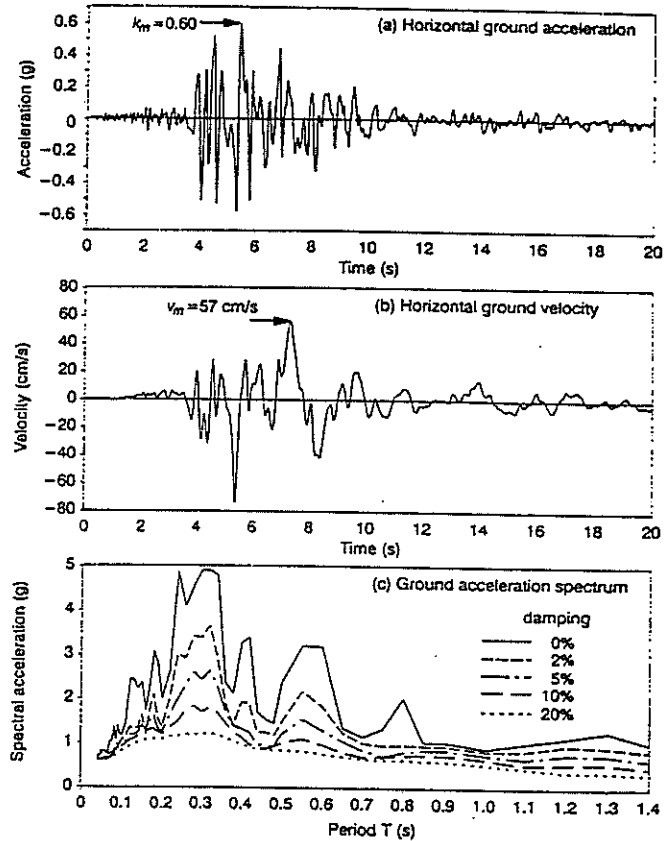 k_m = 0.60
(a) Horizontal ground acceleration
Acceleration (g)
0.6
0.4
0.2
0
−0.2
−0.4
−0.6
0 2 4 6 8 10 12 14 16 18 20
Time (s)
v_m = 57 cm/s
(b) Horizontal ground velocity
Velocity (cm/s)
80
60
40
20
0
−20
−40
−60
−80
0 2 4 6 8 10 12 14 16 18 20
Time (s)
(c) Ground acceleration spectrum
Spectral acceleration (g)
5
4
3
2
1
0
damping
0%
2%
5%
10%
20%
0 0.1 0.2 0.3 0.4 0.5 0.6 0.7 0.8 0.9 1.0 1.1 1.2 1.3 1.4
Period T (s)